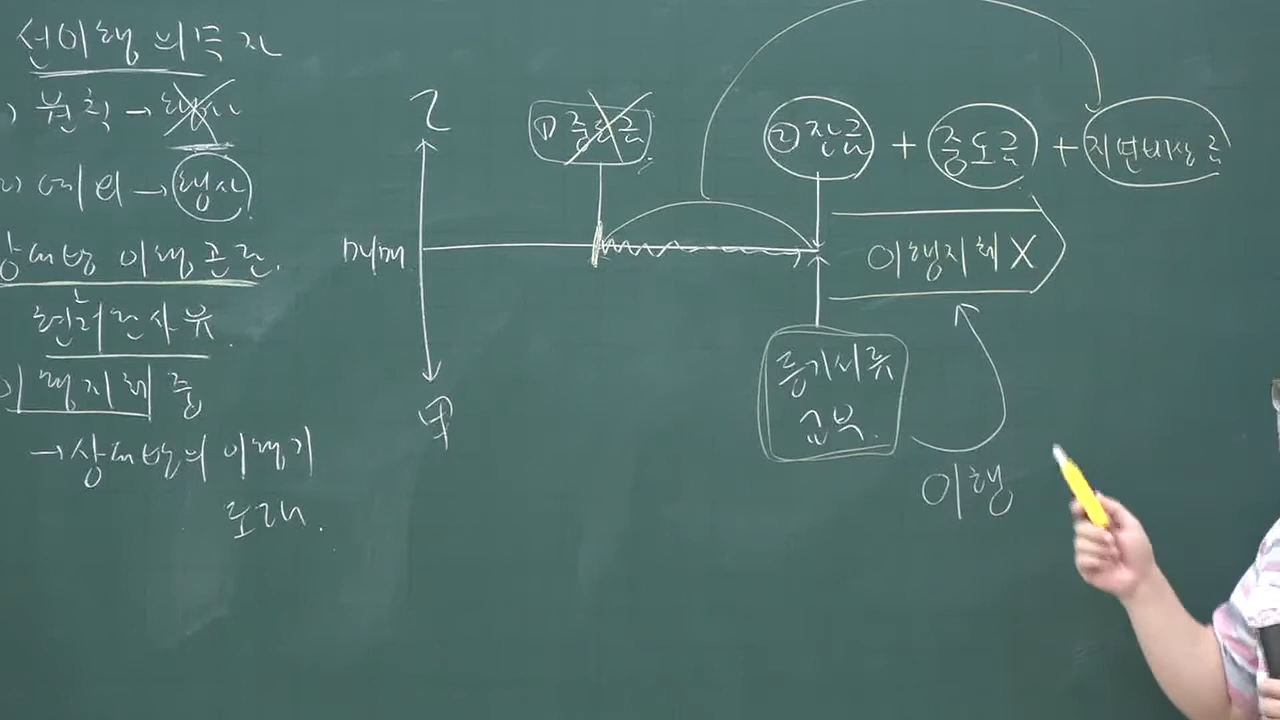 선이행 의무자
1) 원칙 → 행사
2) 예외 → 행사
상대방 이행곤란
현저한사유
이행지체 중
→ 상대방의 이행기
도래.
乙
① 중도금
② 잔금 + 중도금 + 지연배상금
매매
이행지체 X
등기서류
교부.
甲
이행